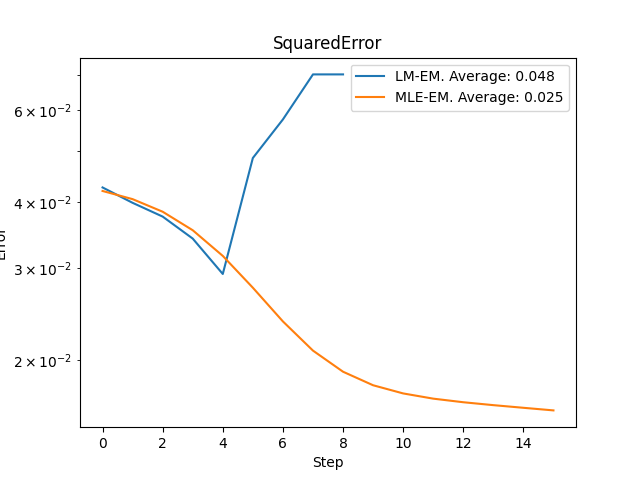 SquaredError
LM-EM. Average: 0.048
MLE-EM. Average: 0.025
6 × 10⁻²
4 × 10⁻²
3 × 10⁻²
2 × 10⁻²
Error
0 2 4 6 8 10 12 14
Step